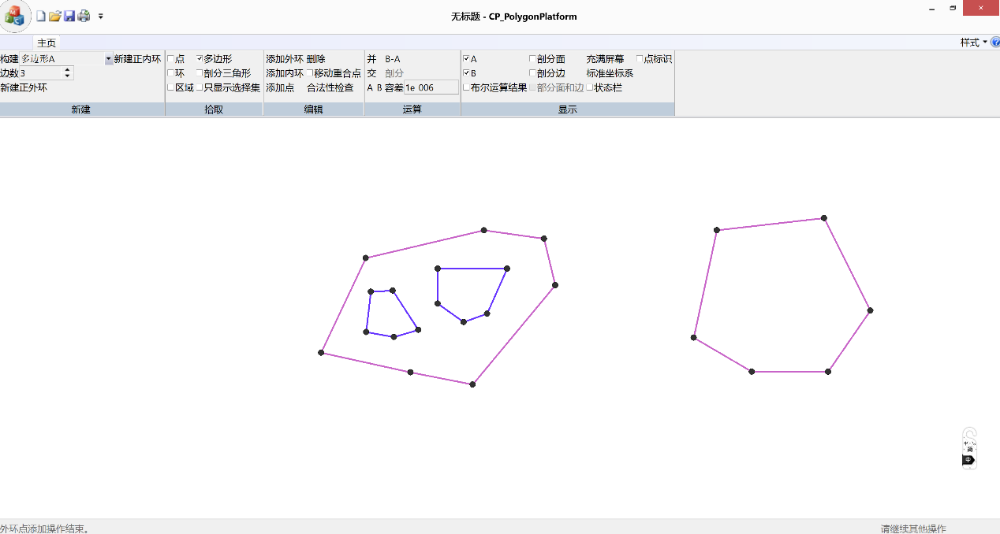 无标题 - CP_PolygonPlatform
主页
样式
构建 多边形A 新建正内环
边数 3
新建正外环
新建
点 多边形
环 剖分三角形
区域 只显示选择集
拾取
添加外环 删除
添加内环 移动重合点
添加点 合法性检查
编辑
并 B-A
交 剖分
A B 容差 1e 006
运算
A 剖分面 充满屏幕 点标识
B 剖分边 标准坐标系
布尔运算结果 部分面和边 状态栏
显示
简
中
外环点添加操作结束。
请继续其他操作